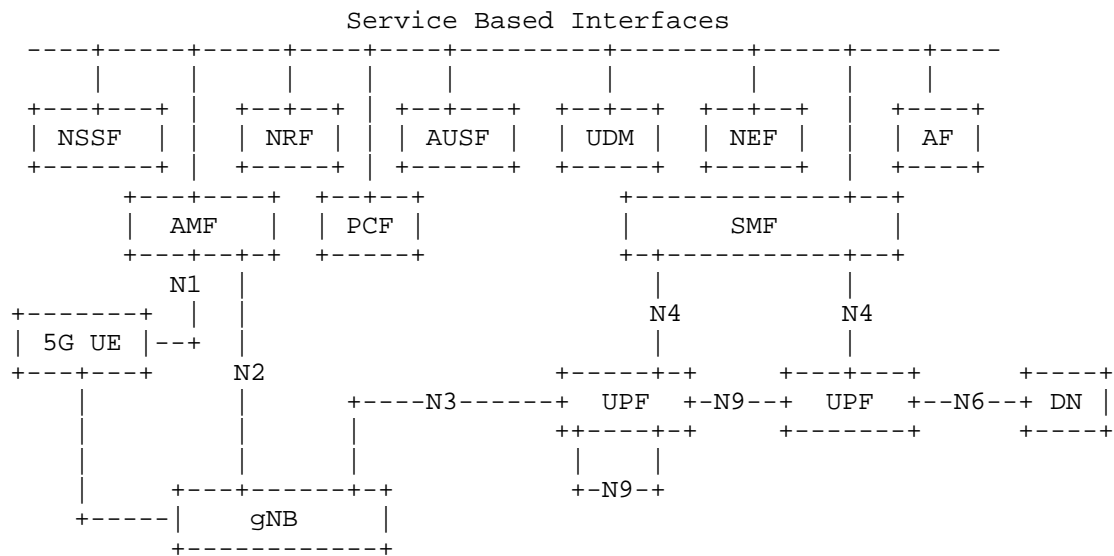 Service Based Interfaces
NSSF NRF AUSF UDM NEF AF
AMF PCF SMF
N1
5G UE N4 N4
N2
N3 UPF N9 UPF N6 DN
N9
gNB